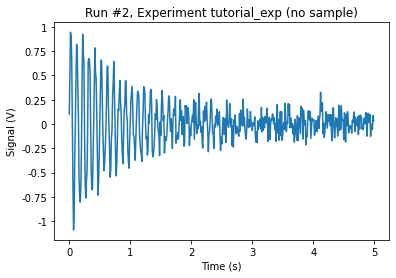 Run #2, Experiment tutorial_exp (no sample)
1
0.75
0.5
0.25
0
-0.25
-0.5
-0.75
-1
Signal (V)
0 1 2 3 4 5
Time (s)